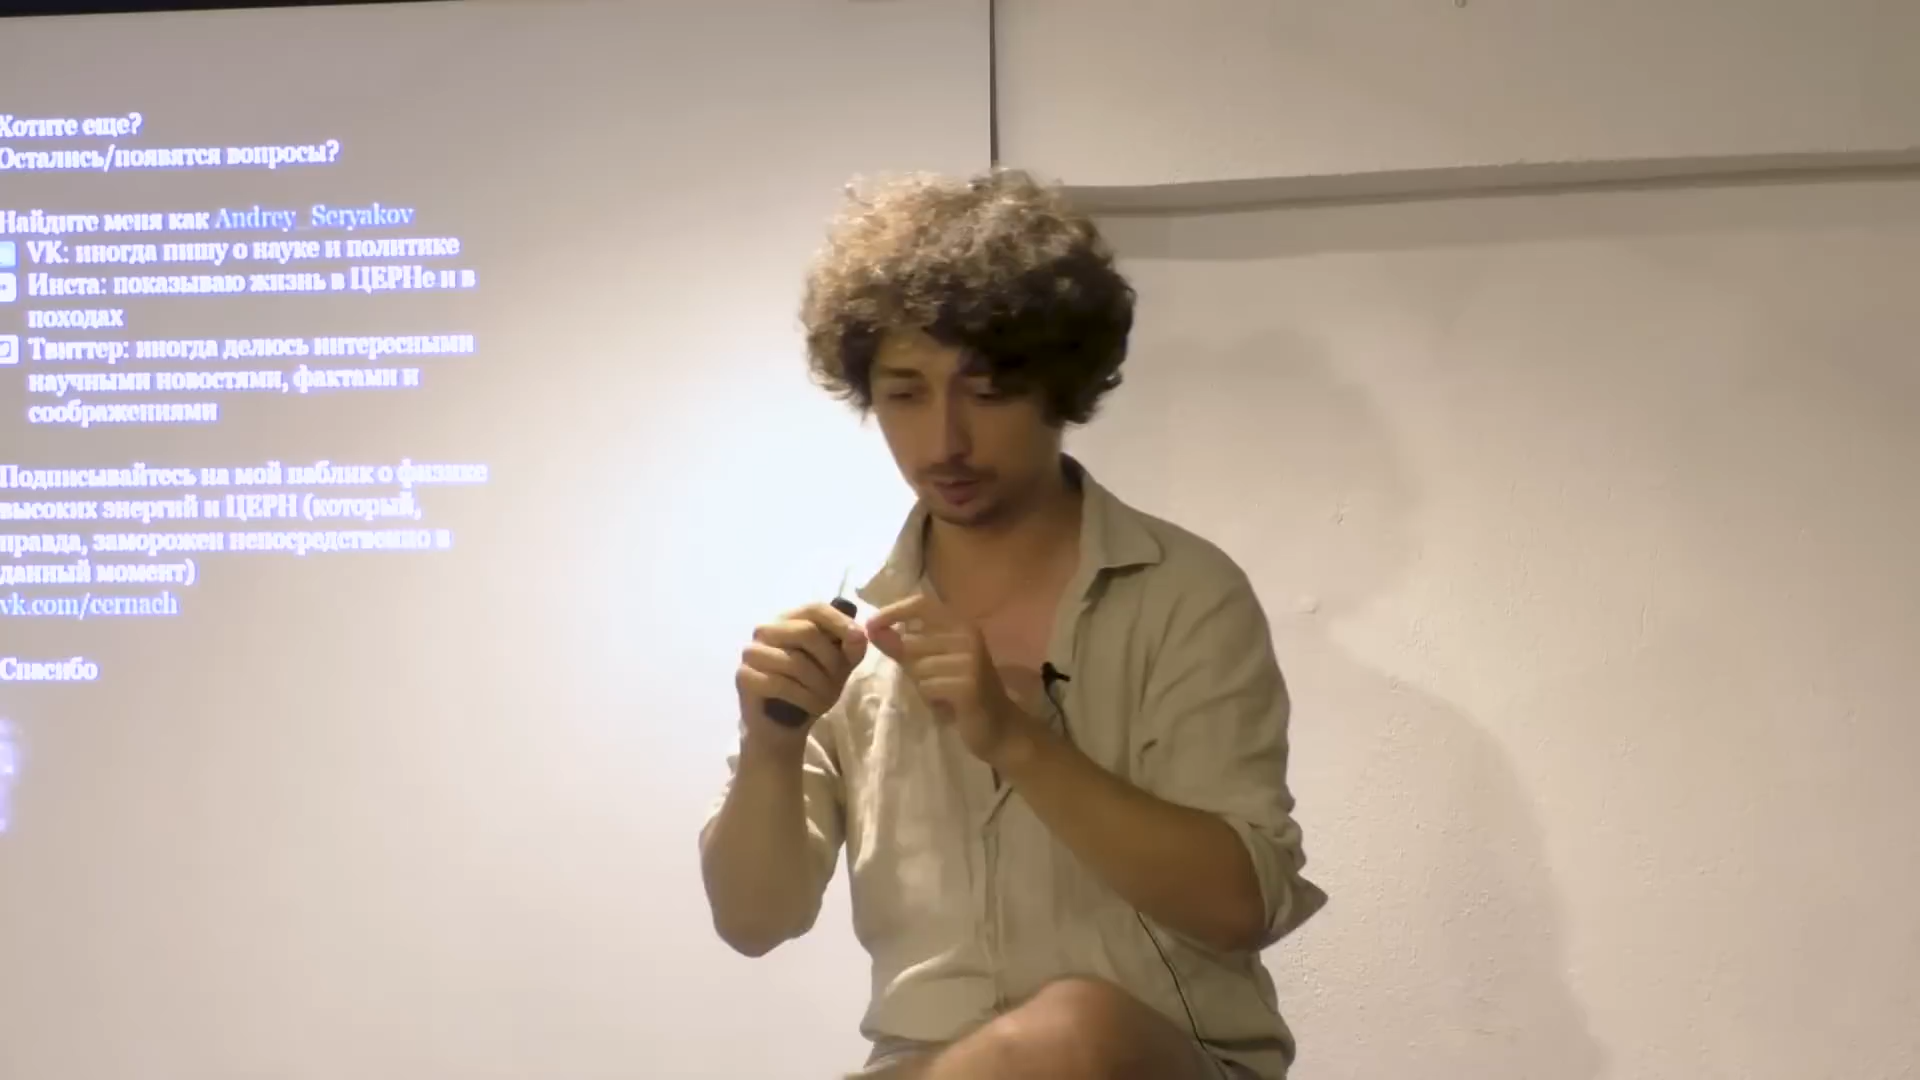 Хотите еще?
Остались/появятся вопросы?
Найдите меня как Andrey_Seryakov
VK: иногда пишу о науке и политике
Инста: показываю жизнь в ЦЕРНе и в
походах
Твиттер: иногда делюсь интересными
научными новостями, фактами и
соображениями
Подписывайтесь на мой паблик о физике
высоких энергий и ЦЕРН (который,
правда, заморожен непосредственно в
данный момент)
vk.com/cernach
Спасибо